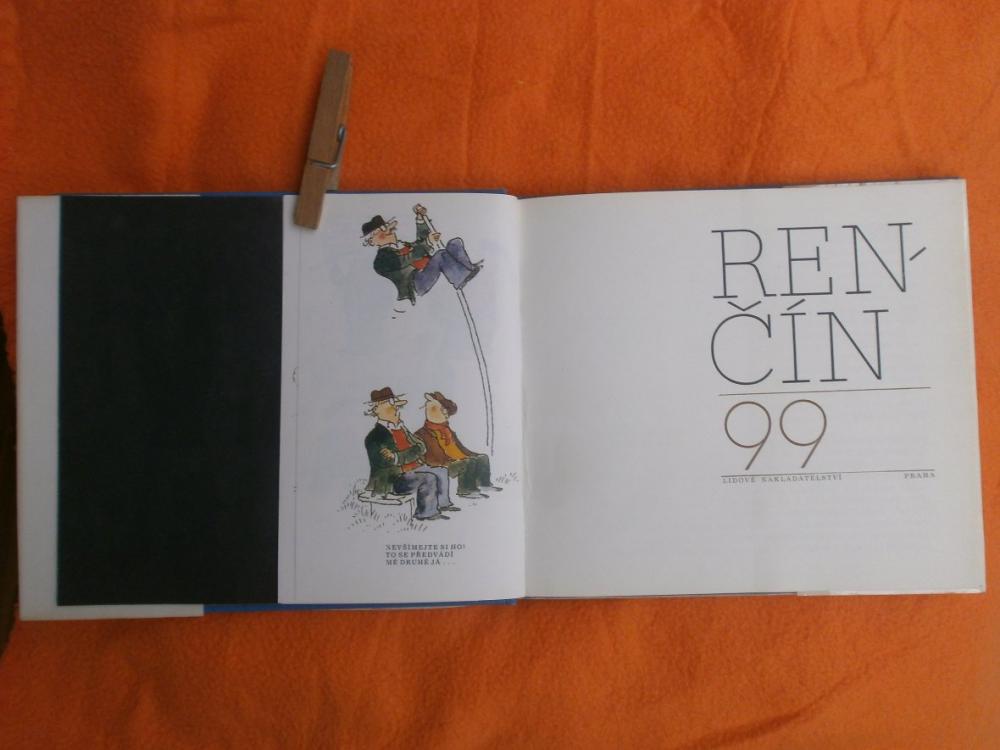 NEVŠÍMEJTE SI HO!
TO SE PŘEDVÁDÍ
MÉ DRUHÉ JÁ . . .
REN-
ČÍN
99
LIDOVÉ NAKLADATELSTVÍ PRAHA